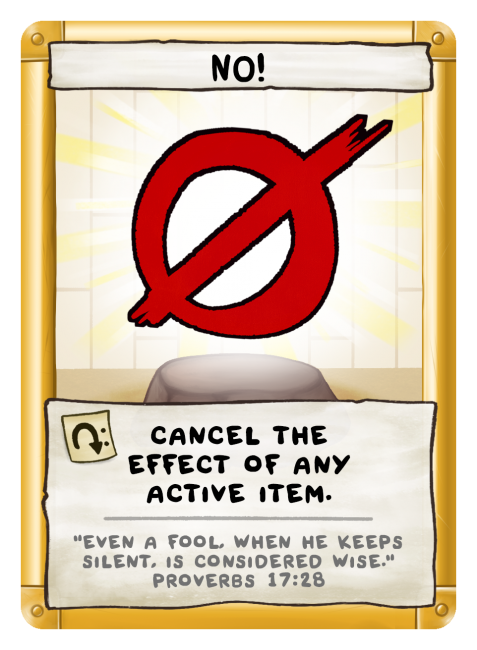 NO!
CANCEL THE
EFFECT OF ANY
ACTIVE ITEM.
"EVEN A FOOL, WHEN HE KEEPS
SILENT, IS CONSIDERED WISE."
PROVERBS 17:28